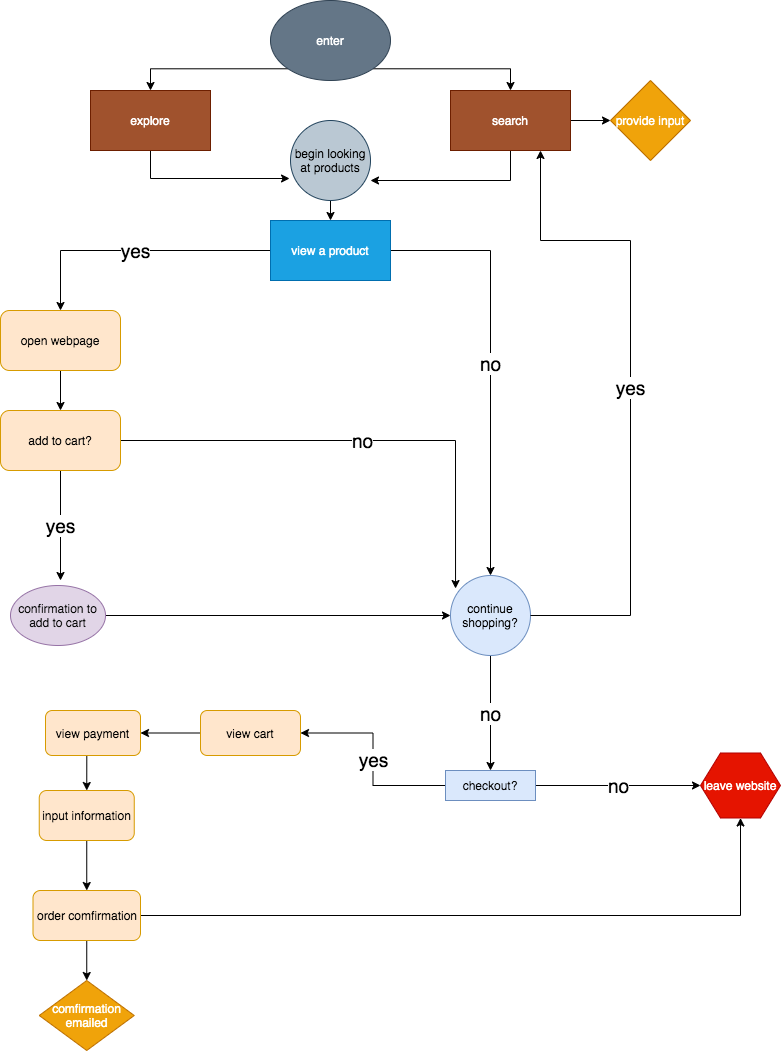 enter
explore
search
provide input
begin looking
at products
yes
view a product
open webpage
no
yes
add to cart?
no
yes
confirmation to
add to cart
continue
shopping?
no
view payment
view cart
yes
checkout?
no
leave website
input information
order comfirmation
comfirmation
emailed